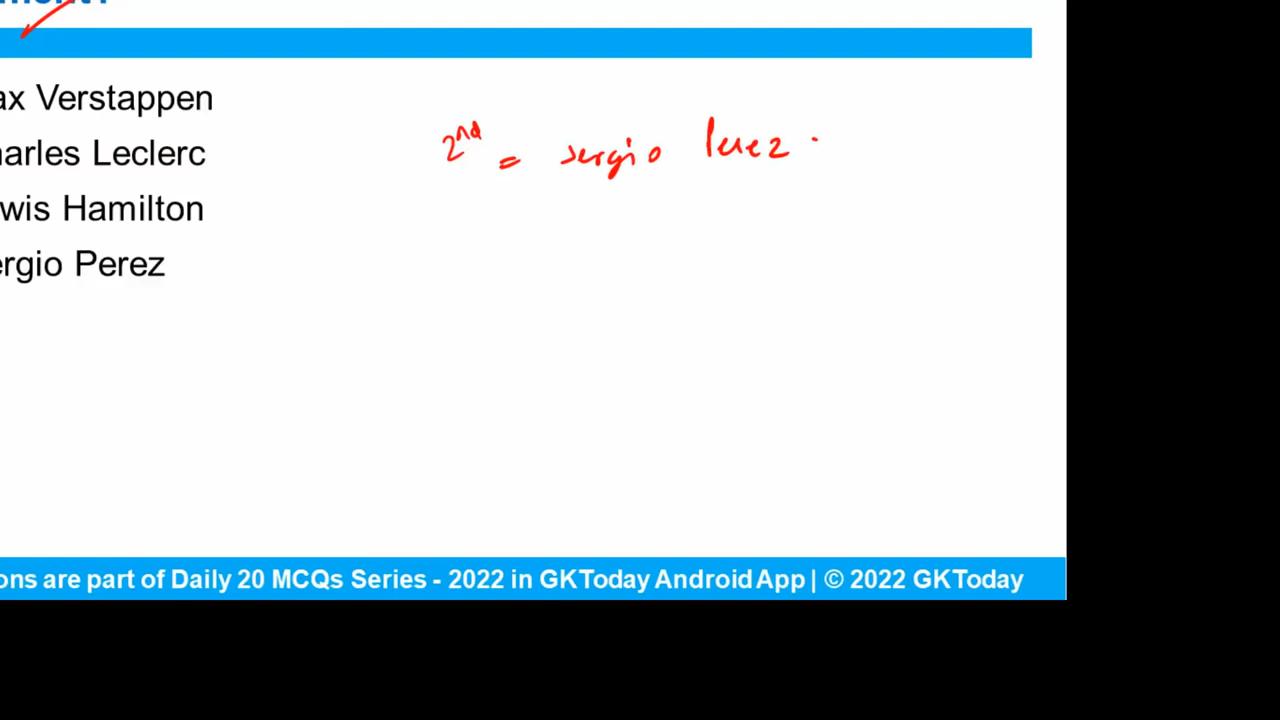 ax Verstappen
2nd = sergio Perez .
harles Leclerc
wis Hamilton
ergio Perez
ons are part of Daily 20 MCQs Series - 2022 in GKToday Android App | © 2022 GKToday